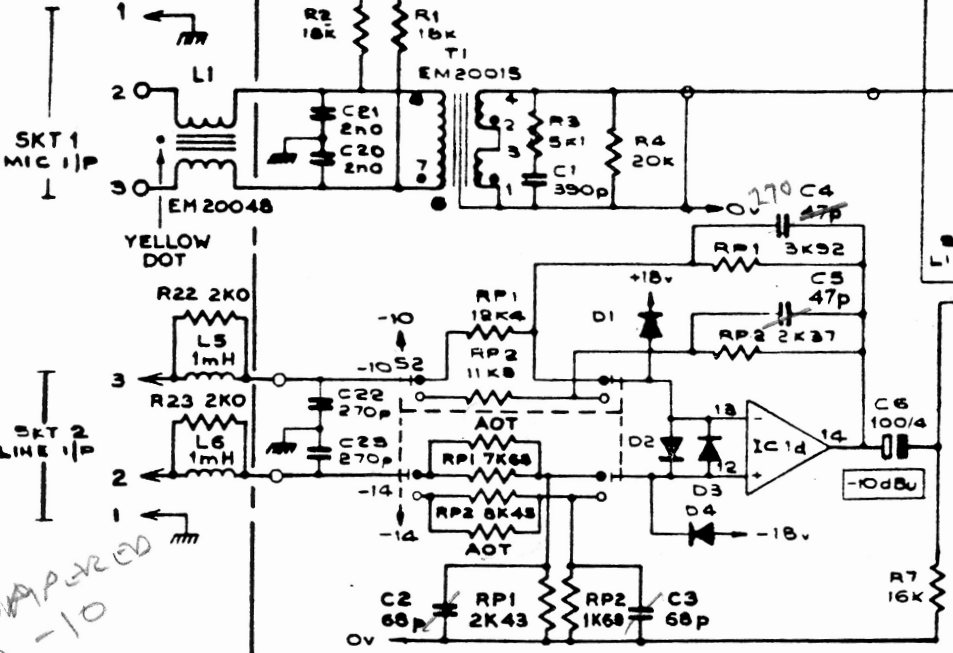 1
R2
18K
R1
18K
L1
T1
EM20015
2
C21
2n0
4
R3
5K1
2
SKT 1
MIC I/P
C20
2n0
3
R4
20K
7
C1
390p
1
3
EM20048
0v
270
C4
47p
YELLOW
DOT
RP1
3K92
+18v
C5
47p
R22 2K0
RP1
12K4
D1
-10
RP2
2K37
L5
1mH
RP2
11K8
3
-10
S2
R23 2K0
C22
270p
C6
100/4
AOT
13
-
SKT 2
LINE I/P
L6
1mH
C23
270p
RP1 7K68
D2
IC1d
14
12
+
2
-14
D3
-10dBu
RP2 8K45
D4
1
-14
-18v
AOT
R7
16K
C2
68p
RP1
2K43
RP2
1K69
C3
68p
-10
0v